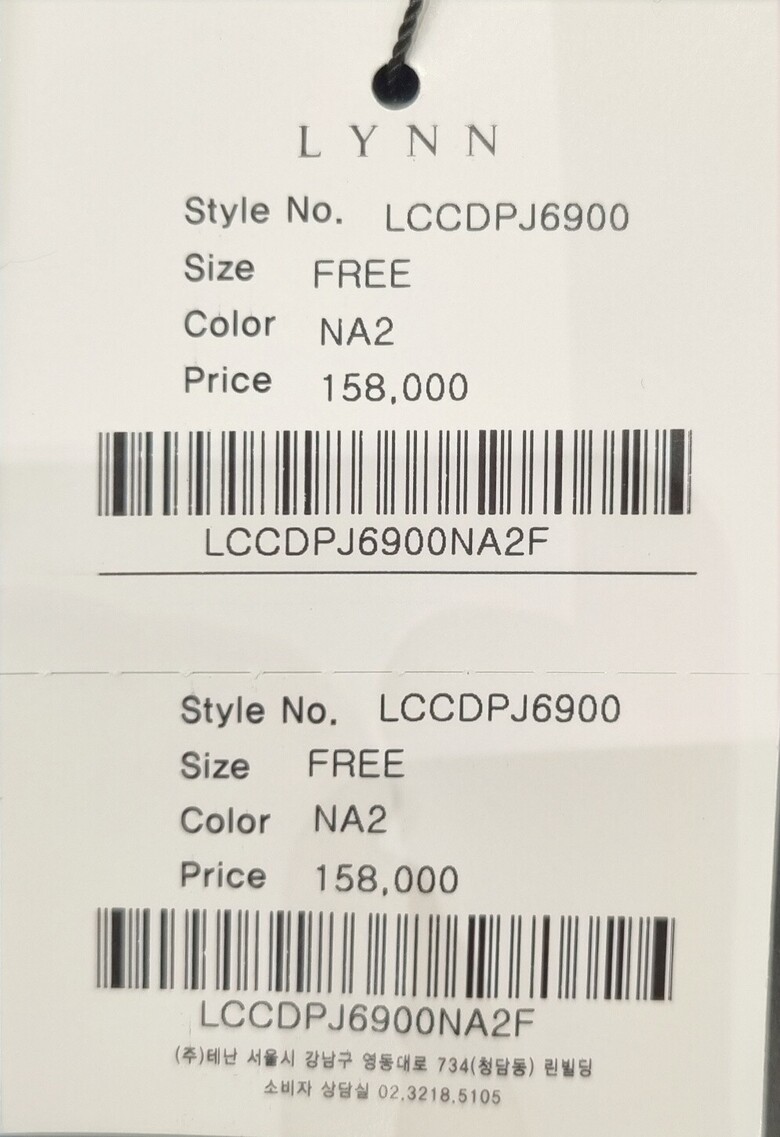 LYNN
Style No. LCCDPJ6900
Size FREE
Color NA2
Price 158,000
LCCDPJ6900NA2F
Style No. LCCDPJ6900
Size FREE
Color NA2
Price 158,000
LCCDPJ6900NA2F
(주)테난 서울시 강남구 영동대로 734(청담동) 린빌딩
소비자 상담실 02.3218.5105